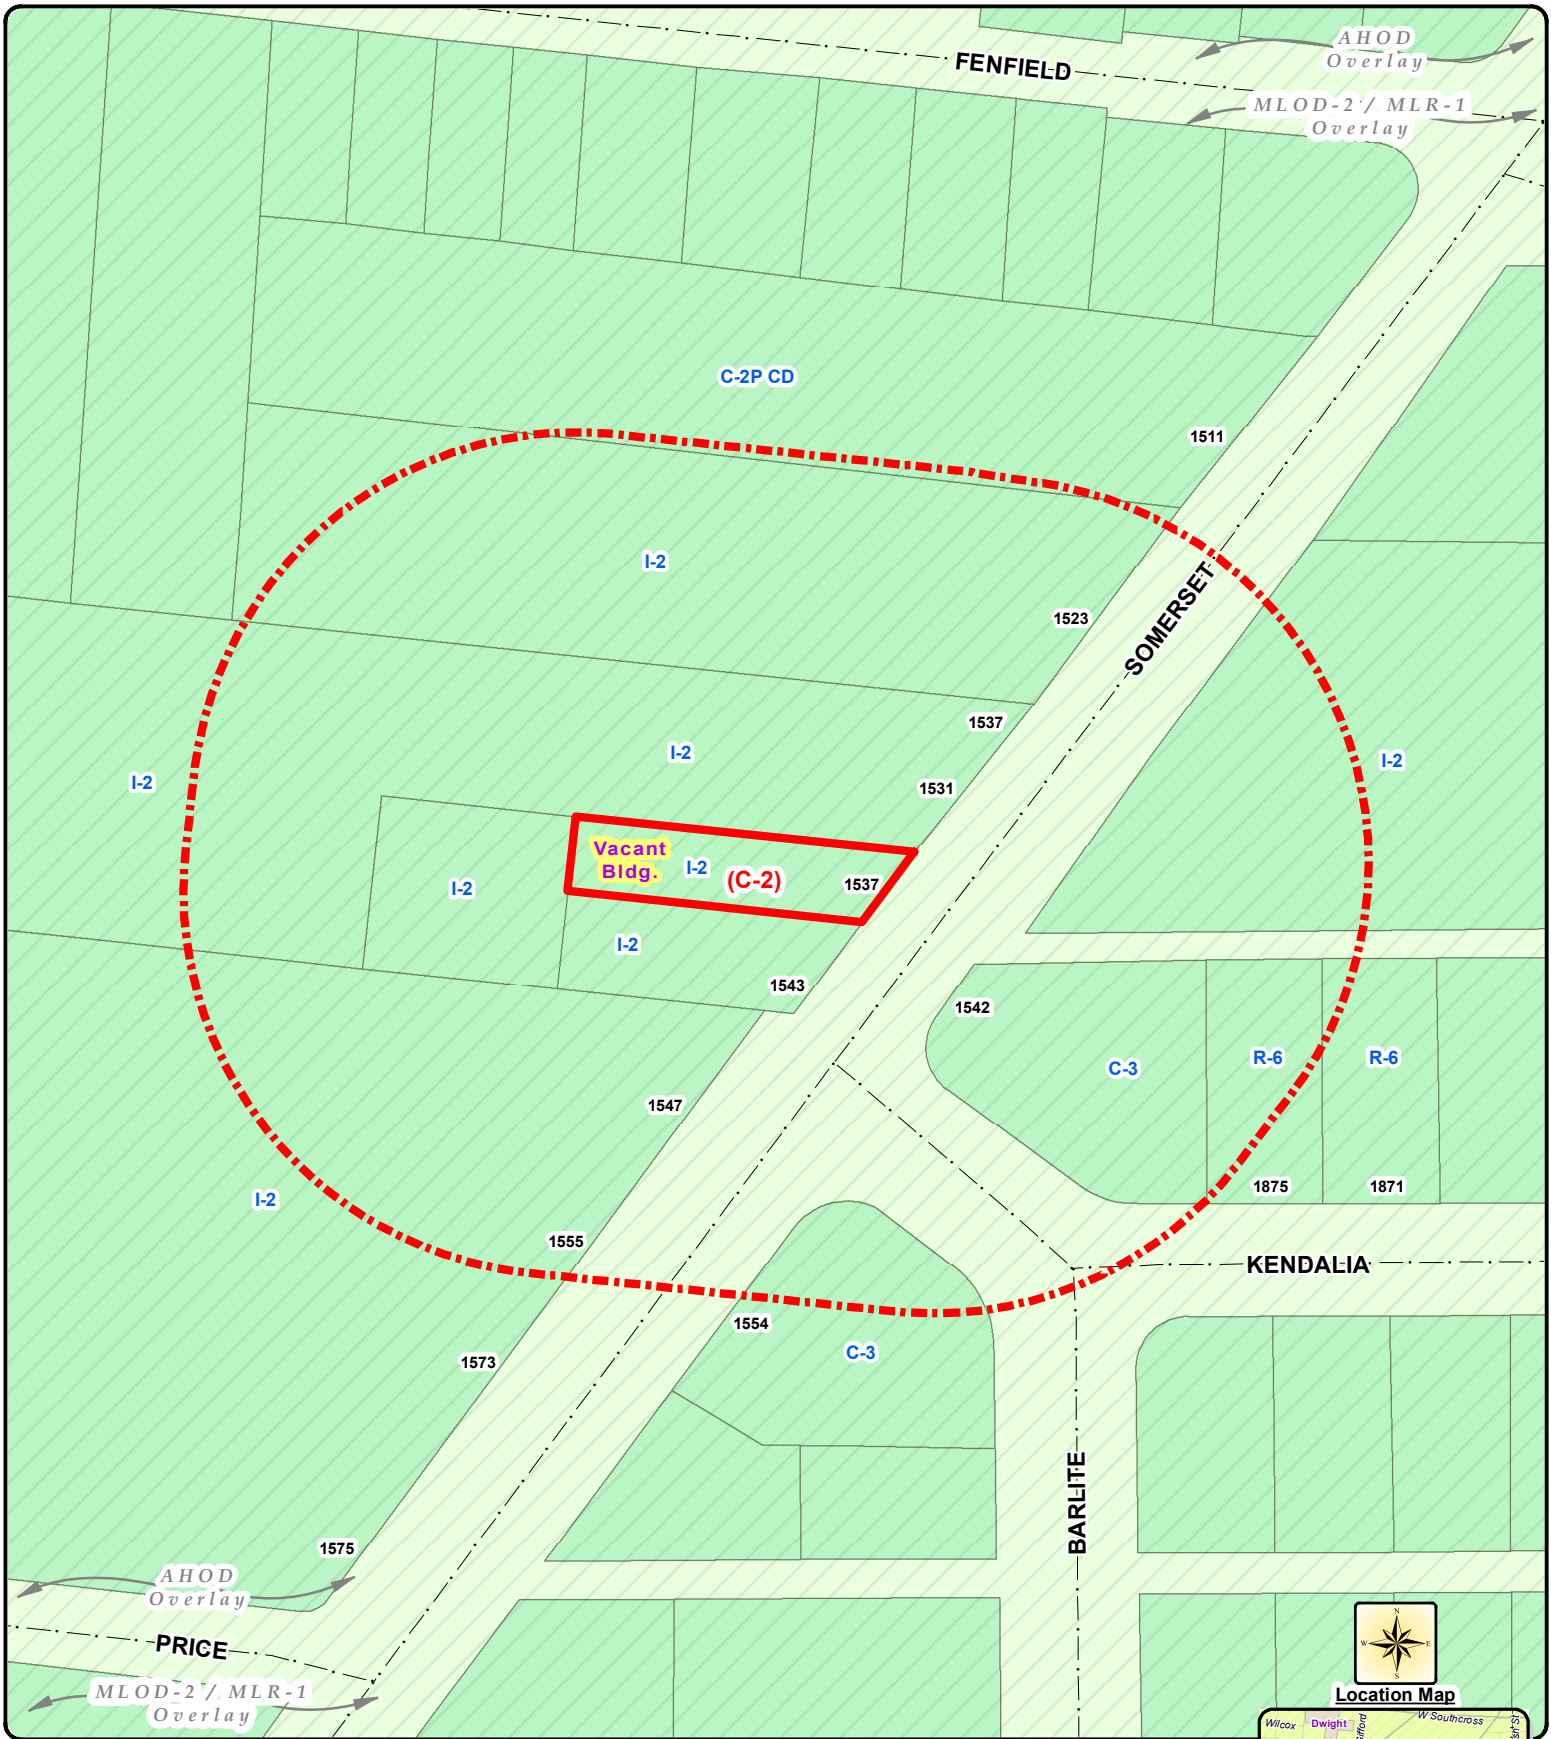 AHOD
Overlay
FENFIELD
MLOD-2 / MLR-1
Overlay
C-2P CD
1511
I-2
1523
SOMERSET
1537
I-2
I-2
I-2
1531
Vacant
Bldg.
I-2
(C-2)
1537
I-2
I-2
1543
1542
C-3
R-6
R-6
1547
1875
1871
I-2
1555
KENDALIA
1554
C-3
1573
BARLITE
1575
AHOD
Overlay
PRICE
MLOD-2 / MLR-1
Overlay
N
W
E
S
Location Map
Wilcox
Dwight
W Southcross